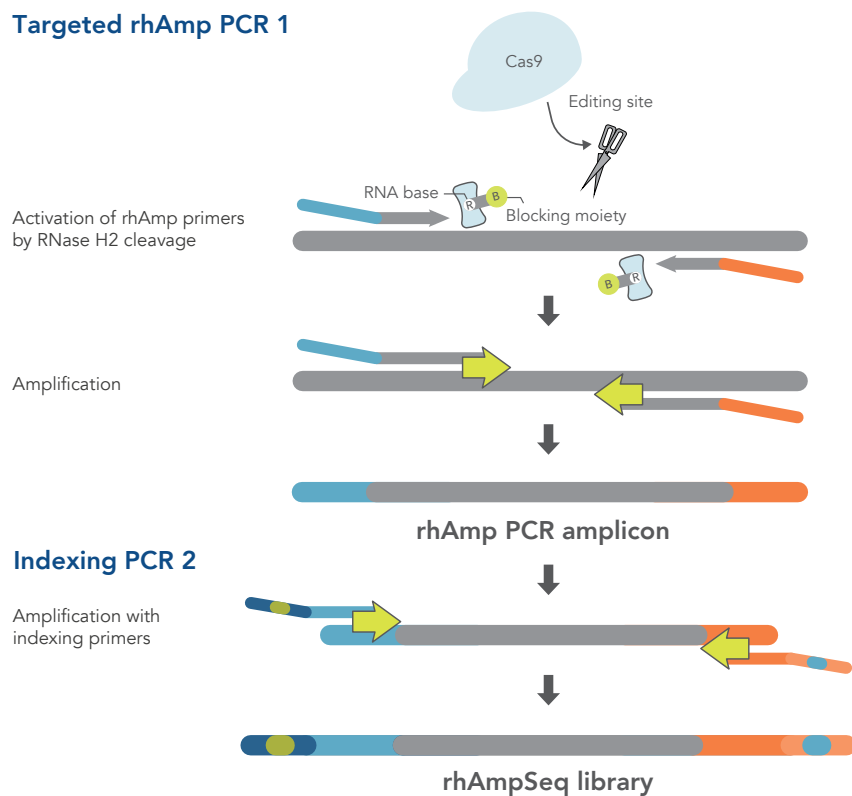 Targeted rhAmp PCR 1
Cas9
Editing site
RNA base
R
B
Blocking moiety
Activation of rhAmp primers
by RNase H2 cleavage
B
R
Amplification
rhAmp PCR amplicon
Indexing PCR 2
Amplification with
indexing primers
rhAmpSeq library